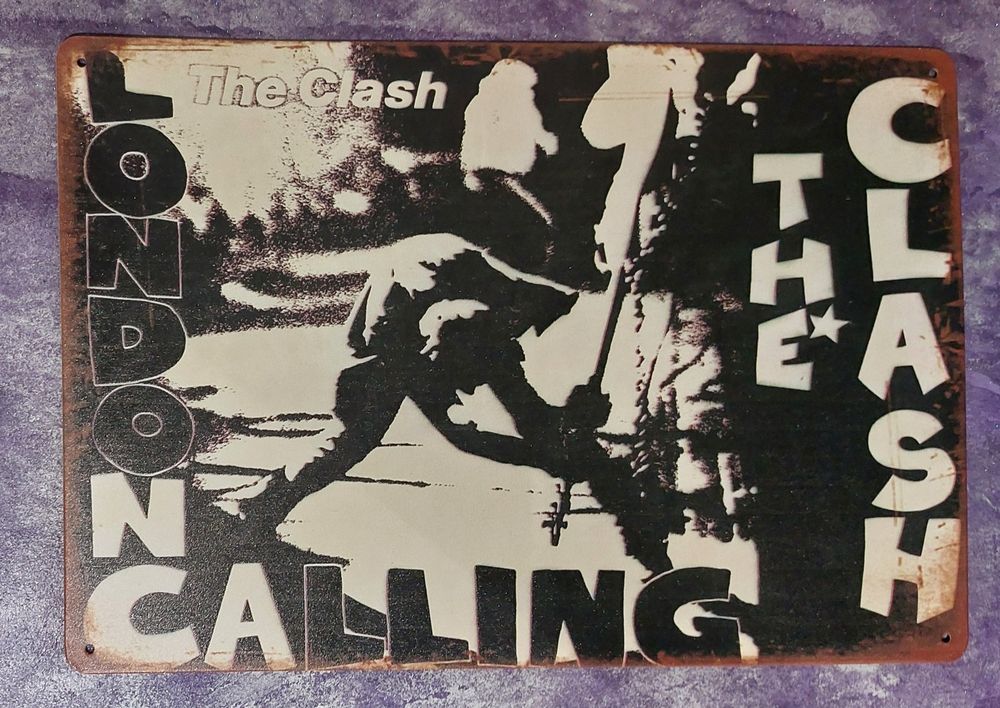 The Clash
LONDON
CALLING
THE
CLASH